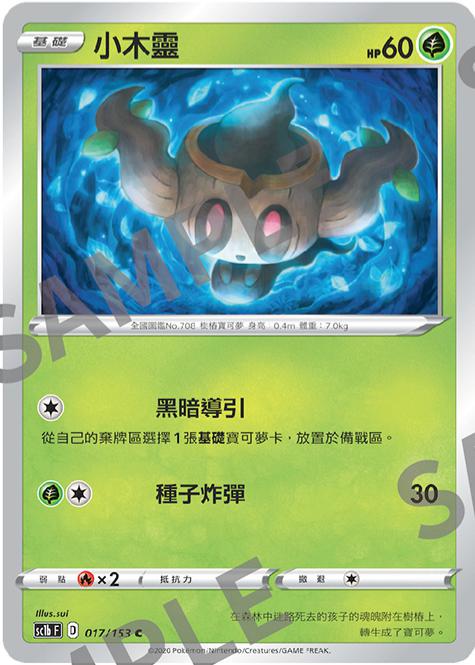 基礎 小木靈 HP60
全國圖鑑No.708 樹樁寶可夢 身高:0.4m 體重:7.0kg
黑暗導引
從自己的棄牌區選擇1張基礎寶可夢卡,放置於備戰區。
種子炸彈 30
弱點 ×2 抵抗力 撤退
Illus.sui
sc1b F D 017/153 C
在森林中迷路死去的孩子的魂魄附在樹樁上,
轉生成了寶可夢。
©2020 Pokémon/Nintendo/Creatures/GAME FREAK.
SAMPLE
SAMPLE
SAMPLE